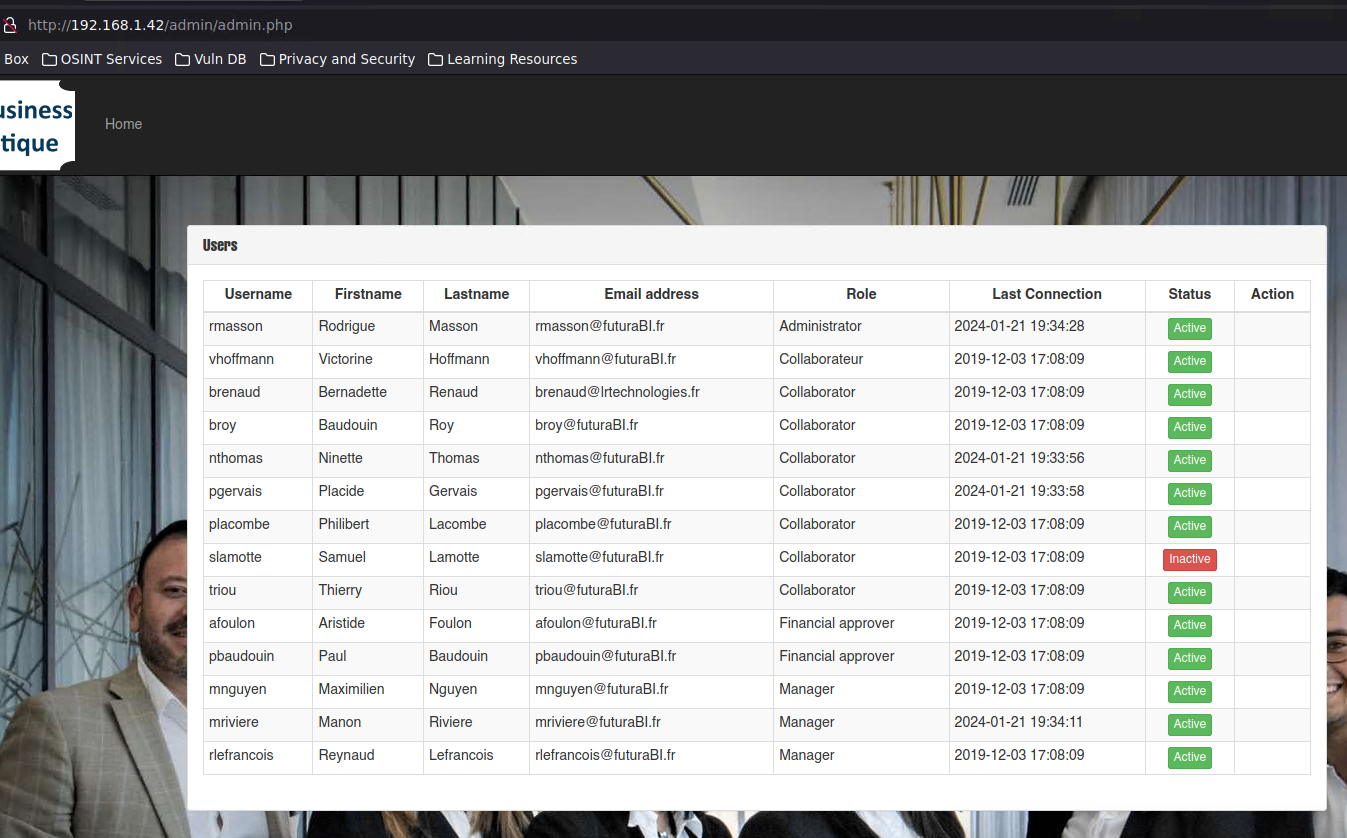 http://192.168.1.42/admin/admin.php
Box OSINT Services Vuln DB Privacy and Security Learning Resources
usiness
tique
Home
Users
Username Firstname Lastname Email address Role Last Connection Status Action
rmasson Rodrigue Masson rmasson@futuraBI.fr Administrator 2024-01-21 19:34:28 Active
vhoffmann Victorine Hoffmann vhoffmann@futuraBI.fr Collaborateur 2019-12-03 17:08:09 Active
brenaud Bernadette Renaud brenaud@lrtechnologies.fr Collaborator 2019-12-03 17:08:09 Active
broy Baudouin Roy broy@futuraBI.fr Collaborator 2019-12-03 17:08:09 Active
nthomas Ninette Thomas nthomas@futuraBI.fr Collaborator 2024-01-21 19:33:56 Active
pgervais Placide Gervais pgervais@futuraBI.fr Collaborator 2024-01-21 19:33:58 Active
placombe Philibert Lacombe placombe@futuraBI.fr Collaborator 2019-12-03 17:08:09 Active
slamotte Samuel Lamotte slamotte@futuraBI.fr Collaborator 2019-12-03 17:08:09 Inactive
triou Thierry Riou triou@futuraBI.fr Collaborator 2019-12-03 17:08:09 Active
afoulon Aristide Foulon afoulon@futuraBI.fr Financial approver 2019-12-03 17:08:09 Active
pbaudouin Paul Baudouin pbaudouin@futuraBI.fr Financial approver 2019-12-03 17:08:09 Active
mnguyen Maximilien Nguyen mnguyen@futuraBI.fr Manager 2019-12-03 17:08:09 Active
mriviere Manon Riviere mriviere@futuraBI.fr Manager 2024-01-21 19:34:11 Active
rlefrancois Reynaud Lefrancois rlefrancois@futuraBI.fr Manager 2019-12-03 17:08:09 Active